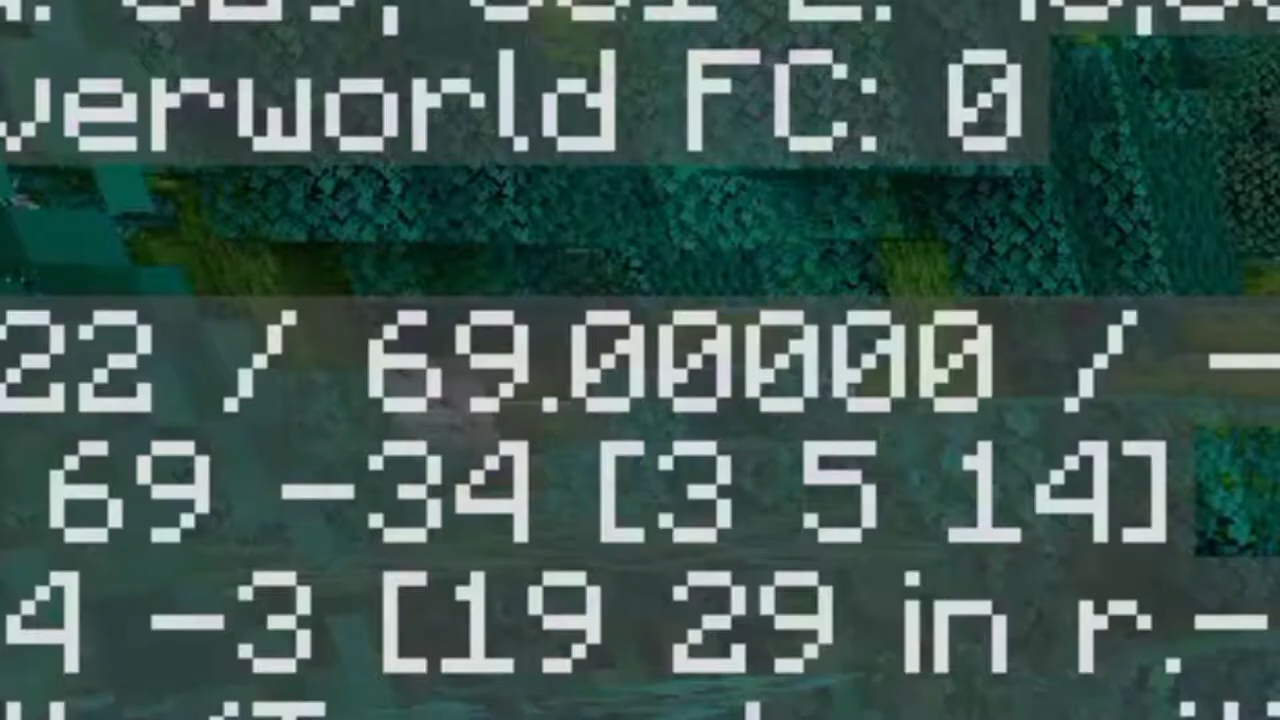 verworld FC: 0
22 / 69.00000 / -
69 -34 [3 5 14]
4 -3 [19 29 in r.-